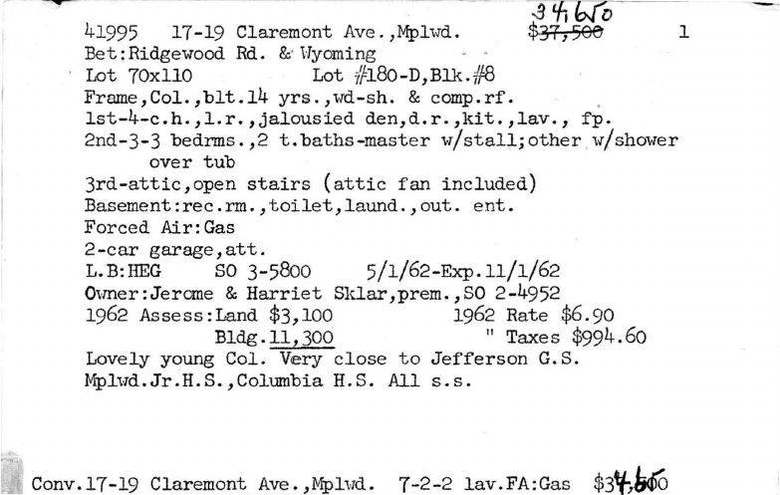 34,650
41995 17-19 Claremont Ave.,Mplwd. $37,500 1
Bet:Ridgewood Rd. & Wyoming
Lot 70x110 Lot #180-D,Blk.#8
Frame,Col.,blt.14 yrs.,wd-sh. & comp.rf.
1st-4-c.h.,l.r.,jalousied den,d.r.,kit.,lav., fp.
2nd-3-3 bedrms.,2 t.baths-master w/stall;other w/shower
over tub
3rd-attic,open stairs (attic fan included)
Basement:rec.rm.,toilet,laund.,out. ent.
Forced Air:Gas
2-car garage,att.
L.B:HEG SO 3-5800 5/1/62-Exp.11/1/62
Owner:Jerome & Harriet Sklar,prem.,SO 2-4952
1962 Assess:Land $3,100 1962 Rate $6.90
Bldg.11,300 " Taxes $994.60
Lovely young Col. Very close to Jefferson G.S.
Mplwd.Jr.H.S.,Columbia H.S. All s.s.
Conv.17-19 Claremont Ave.,Mplwd. 7-2-2 lav.FA:Gas $34,650